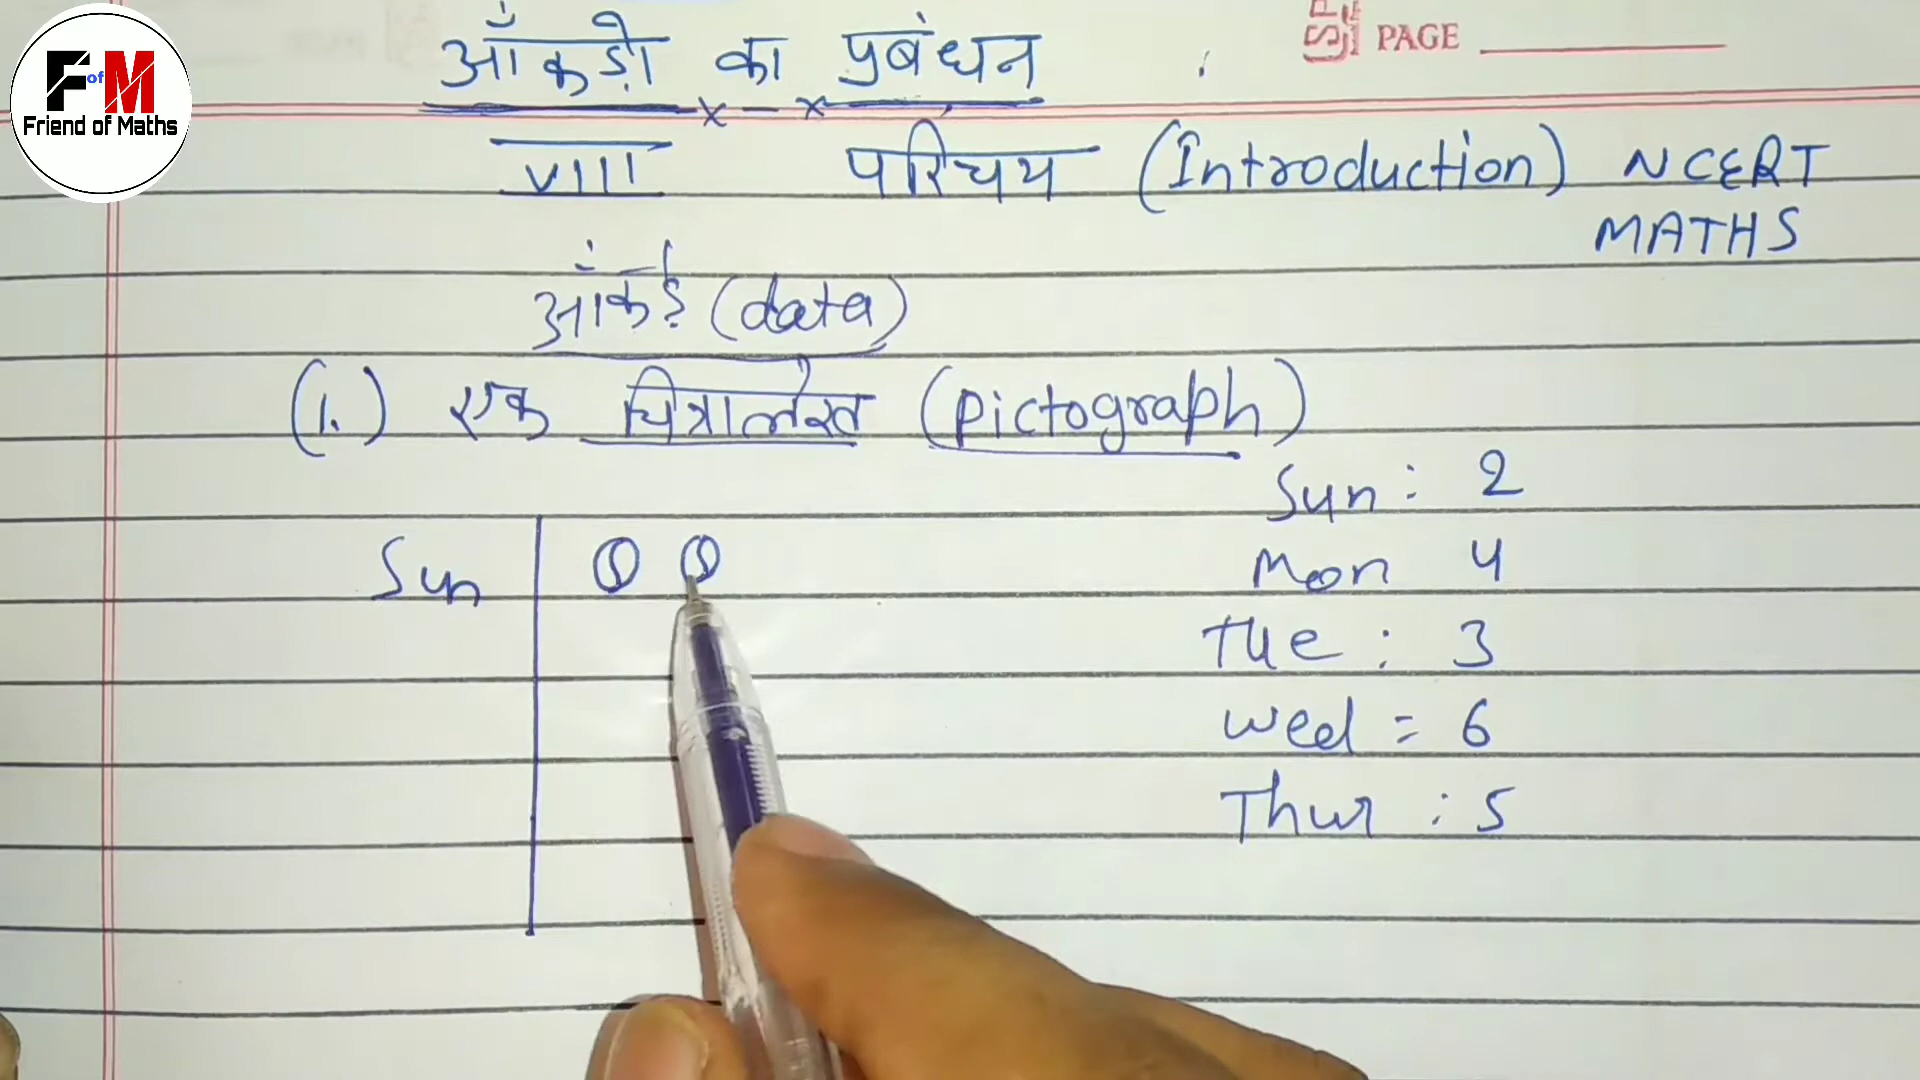 F of M
Friend of Maths
PAGE
आँकड़ो का प्रबंधन
x — x
VIII परिचय (Introduction) NCERT
MATHS
आंकड़े (data)
(1.) एक चित्रालेख (pictograph)
Sun : 2
Sun
Mon 4
Tue : 3
Wed = 6
Thur : 5